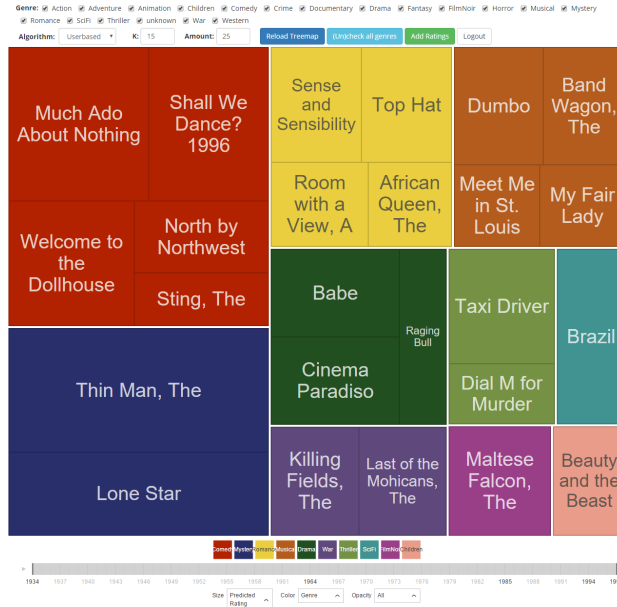 Genre: Action Adventure Animation Children Comedy Crime Documentary Drama Fantasy FilmNoir Horror Musical Mystery
Romance SciFi Thriller unknown War Western
Algorithm: Userbased K: 15 Amount: 25 Reload Treemap (Un)check all genres Add Ratings Logout
Much Ado
About Nothing
Shall We
Dance?
1996
Welcome to
the
Dollhouse
North by
Northwest
Sting, The
Thin Man, The
Lone Star
Sense
and
Sensibility
Top Hat
Room
with a
View, A
African
Queen,
The
Dumbo
Band
Wagon,
The
Meet Me
in St.
Louis
My Fair
Lady
Babe
Cinema
Paradiso
Raging
Bull
Taxi Driver
Dial M for
Murder
Brazil
Killing
Fields,
The
Last of the
Mohicans,
The
Maltese
Falcon,
The
Beauty
and the
Beast
Comedy Mystery Romance Musical Drama War Thriller SciFi FilmNoi Children
1934 1937 1940 1943 1946 1949 1952 1955 1958 1961 1964 1967 1970 1973 1976 1979 1982 1985 1988 1991 1994
Size Predicted Rating Color Genre Opacity All